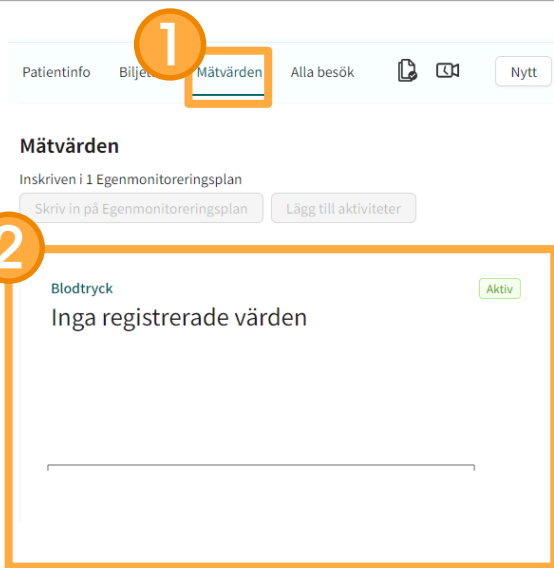 1
Patientinfo Mätvärden Alla besök Nytt
Mätvärden
Inskriven i 1 Egenmonitoreringsplan
Skriv in på Egenmonitoreringsplan Lägg till aktiviteter
2
Blodtryck Aktiv
Inga registrerade värden